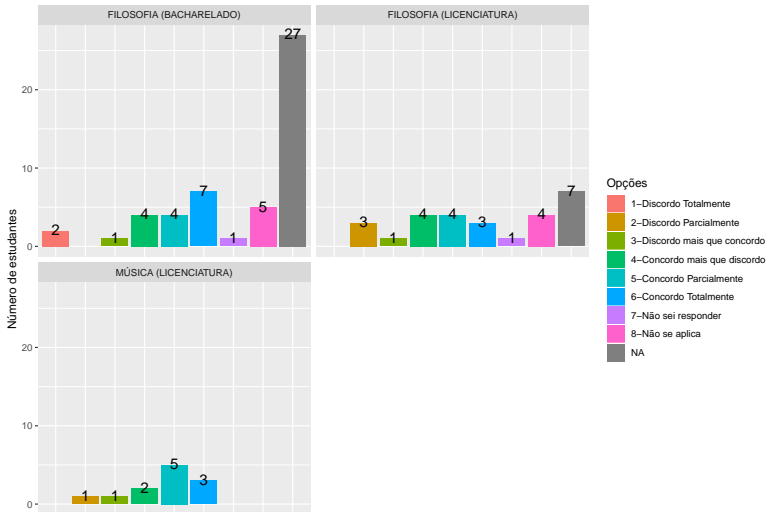 FILOSOFIA (BACHARELADO)
FILOSOFIA (LICENCIATURA)
27
20
10
0
2
1
4
4
7
1
5
3
1
4
4
3
1
4
7
MÚSICA (LICENCIATURA)
20
10
0
1
1
2
5
3
Número de estudantes
Opções
1–Discordo Totalmente
2–Discordo Parcialmente
3–Discordo mais que concordo
4–Concordo mais que discordo
5–Concordo Parcialmente
6–Concordo Totalmente
7–Não sei responder
8–Não se aplica
NA